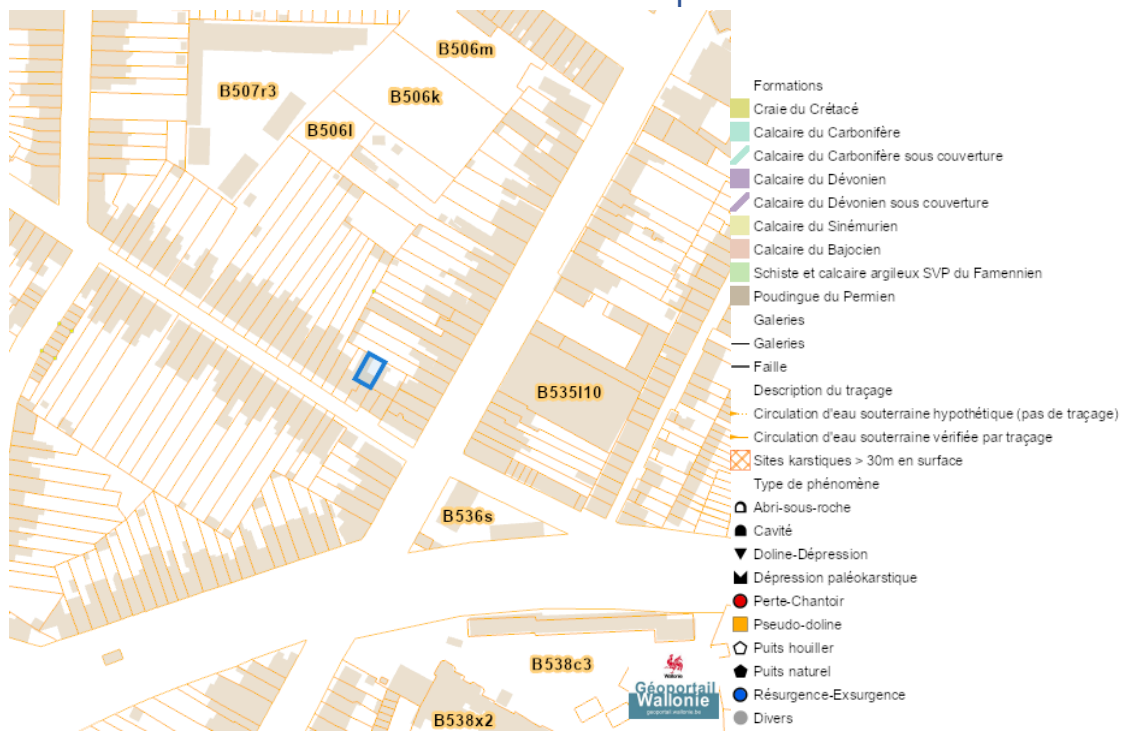 B506m
B507r3
B506k
B506l
B535l10
B536s
B538c3
B538x2
Wallonie
Géoportail
Wallonie
geoportail.wallonie.be
Formations
Craie du Crétacé
Calcaire du Carbonifère
Calcaire du Carbonifère sous couverture
Calcaire du Dévonien
Calcaire du Dévonien sous couverture
Calcaire du Sinémurien
Calcaire du Bajocien
Schiste et calcaire argileux SVP du Famennien
Poudingue du Permien
Galeries
Galeries
Faille
Description du traçage
Circulation d'eau souterraine hypothétique (pas de traçage)
Circulation d'eau souterraine vérifiée par traçage
Sites karstiques > 30m en surface
Type de phénomène
Abri-sous-roche
Cavité
Doline-Dépression
Dépression paléokarstique
Perte-Chantoir
Pseudo-doline
Puits houiller
Puits naturel
Résurgence-Exsurgence
Divers